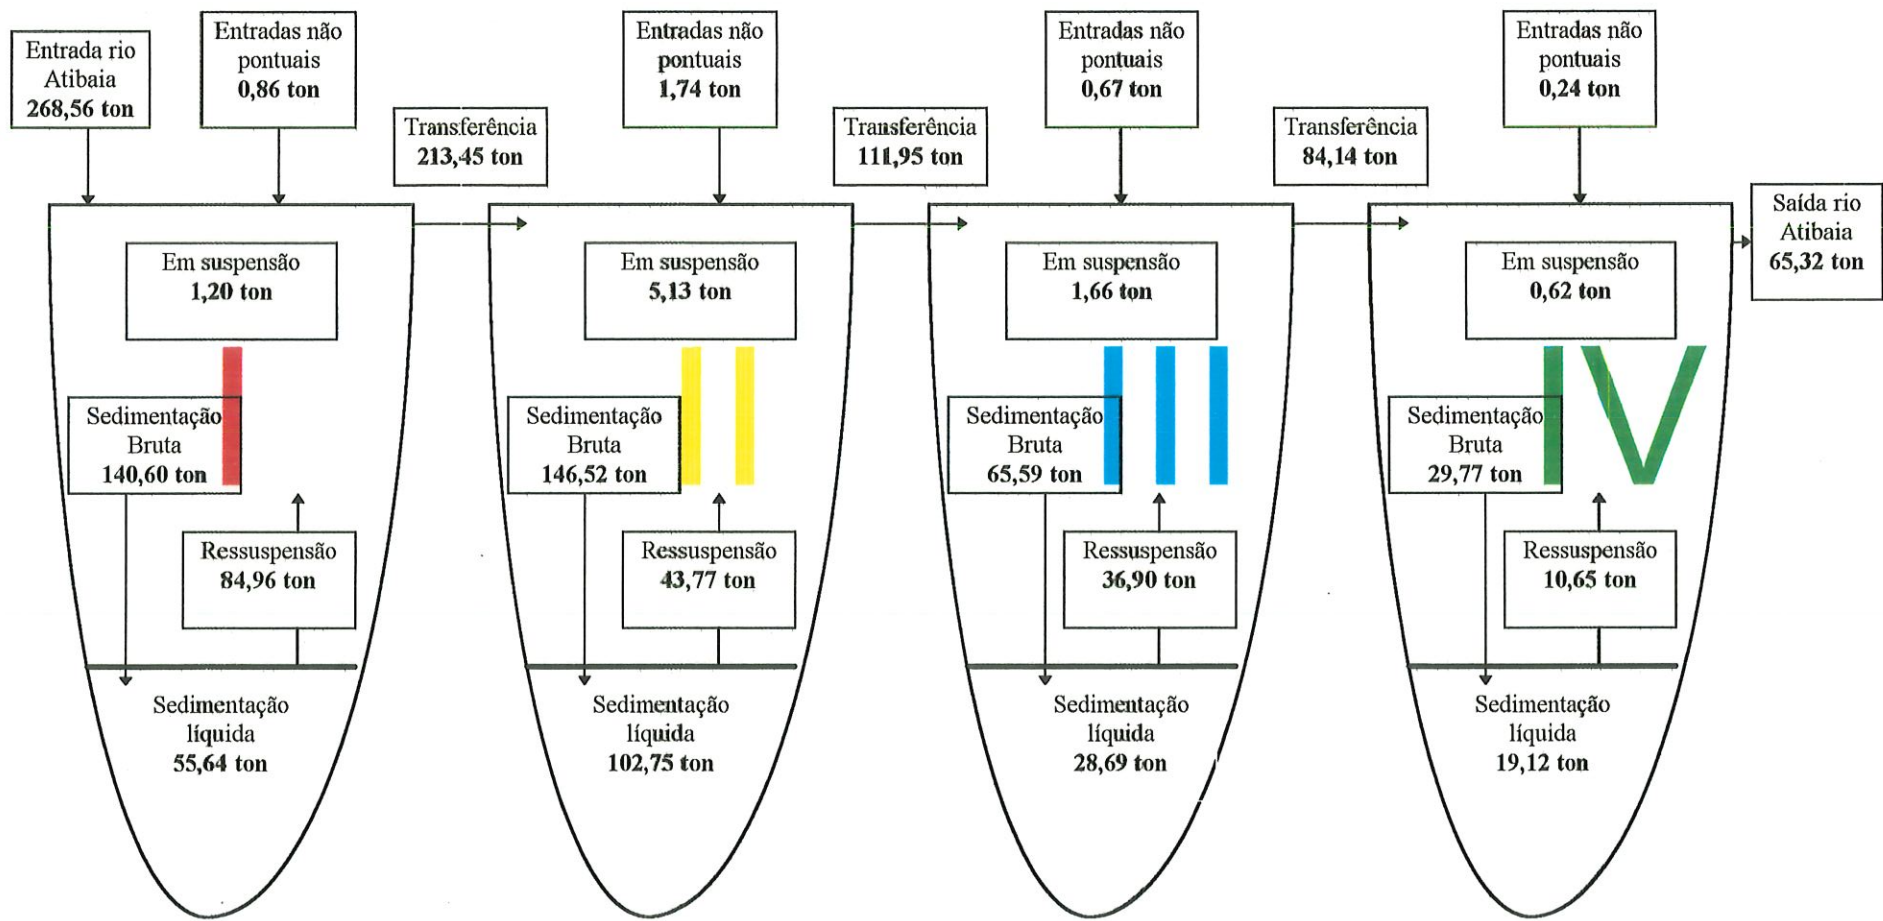 Entrada rio
Atibaia
268,56 ton
Entradas não
pontuais
0,86 ton
Transferência
213,45 ton
Entradas não
pontuais
1,74 ton
Transferência
111,95 ton
Entradas não
pontuais
0,67 ton
Transferência
84,14 ton
Entradas não
pontuais
0,24 ton
Saída rio
Atibaia
65,32 ton
Em suspensão
1,20 ton
I
Sedimentação
Bruta
140,60 ton
Ressuspensão
84,96 ton
Sedimentação
líquida
55,64 ton
Em suspensão
5,13 ton
II
Sedimentação
Bruta
146,52 ton
Ressuspensão
43,77 ton
Sedimentação
líquida
102,75 ton
Em suspensão
1,66 ton
III
Sedimentação
Bruta
65,59 ton
Ressuspensão
36,90 ton
Sedimentação
líquida
28,69 ton
Em suspensão
0,62 ton
IV
Sedimentação
Bruta
29,77 ton
Ressuspensão
10,65 ton
Sedimentação
líquida
19,12 ton